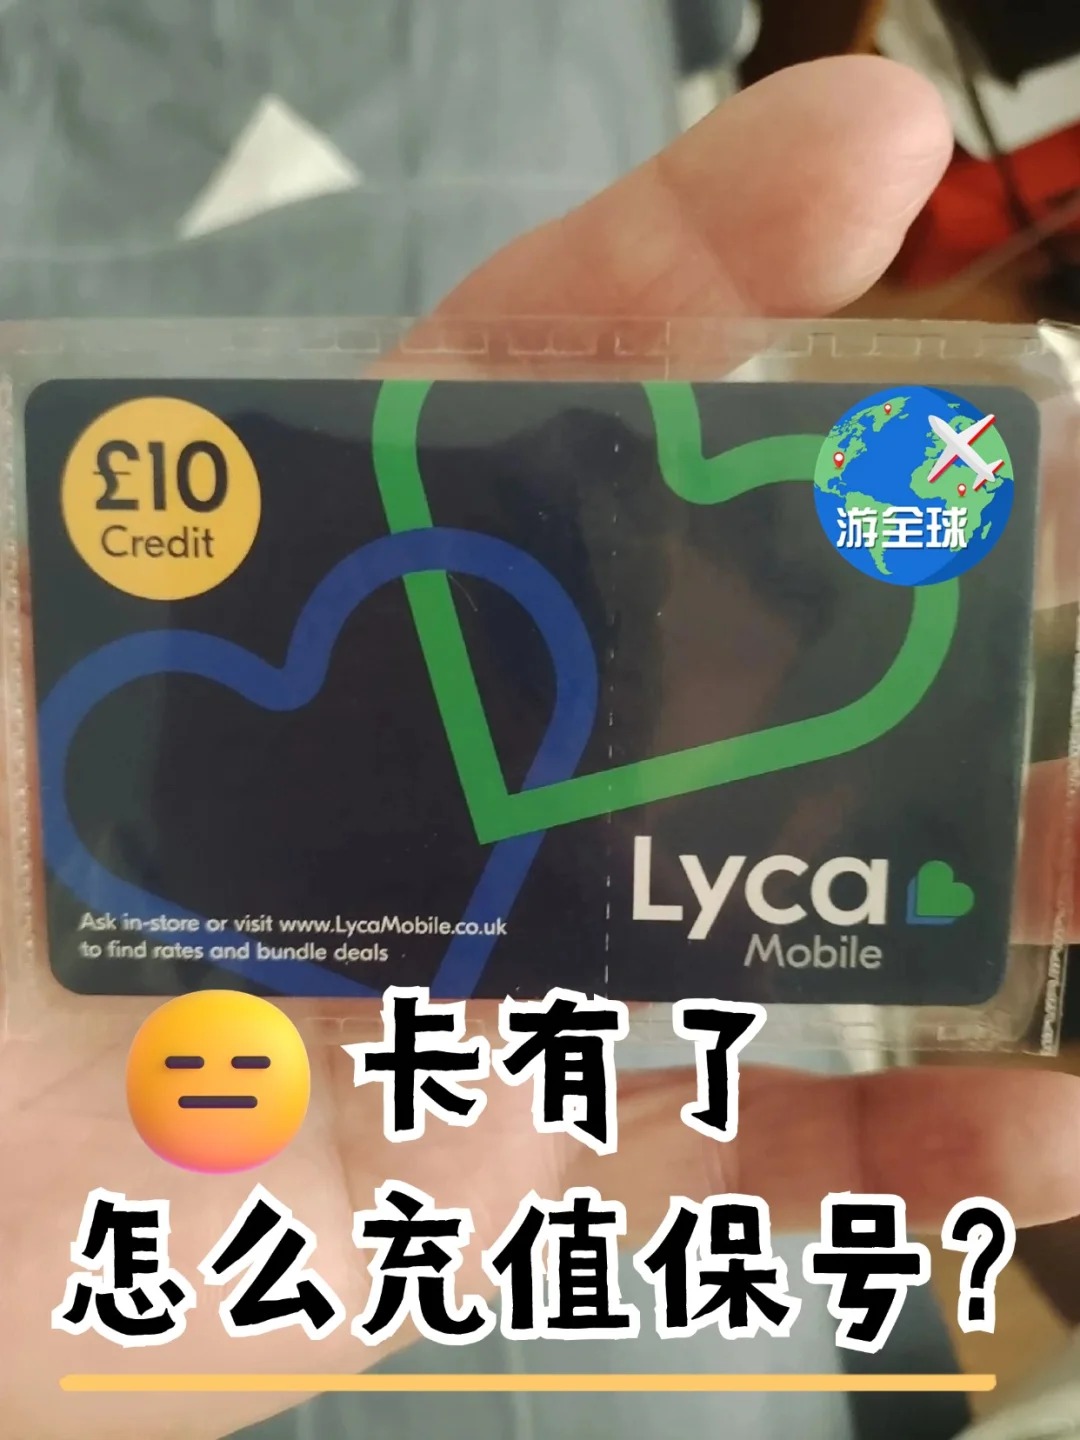 £10
Credit
游全球
Ask in-store or visit www.LycaMobile.co.uk
to find rates and bundle deals
Lyca
Mobile
卡有了
怎么充值保号?